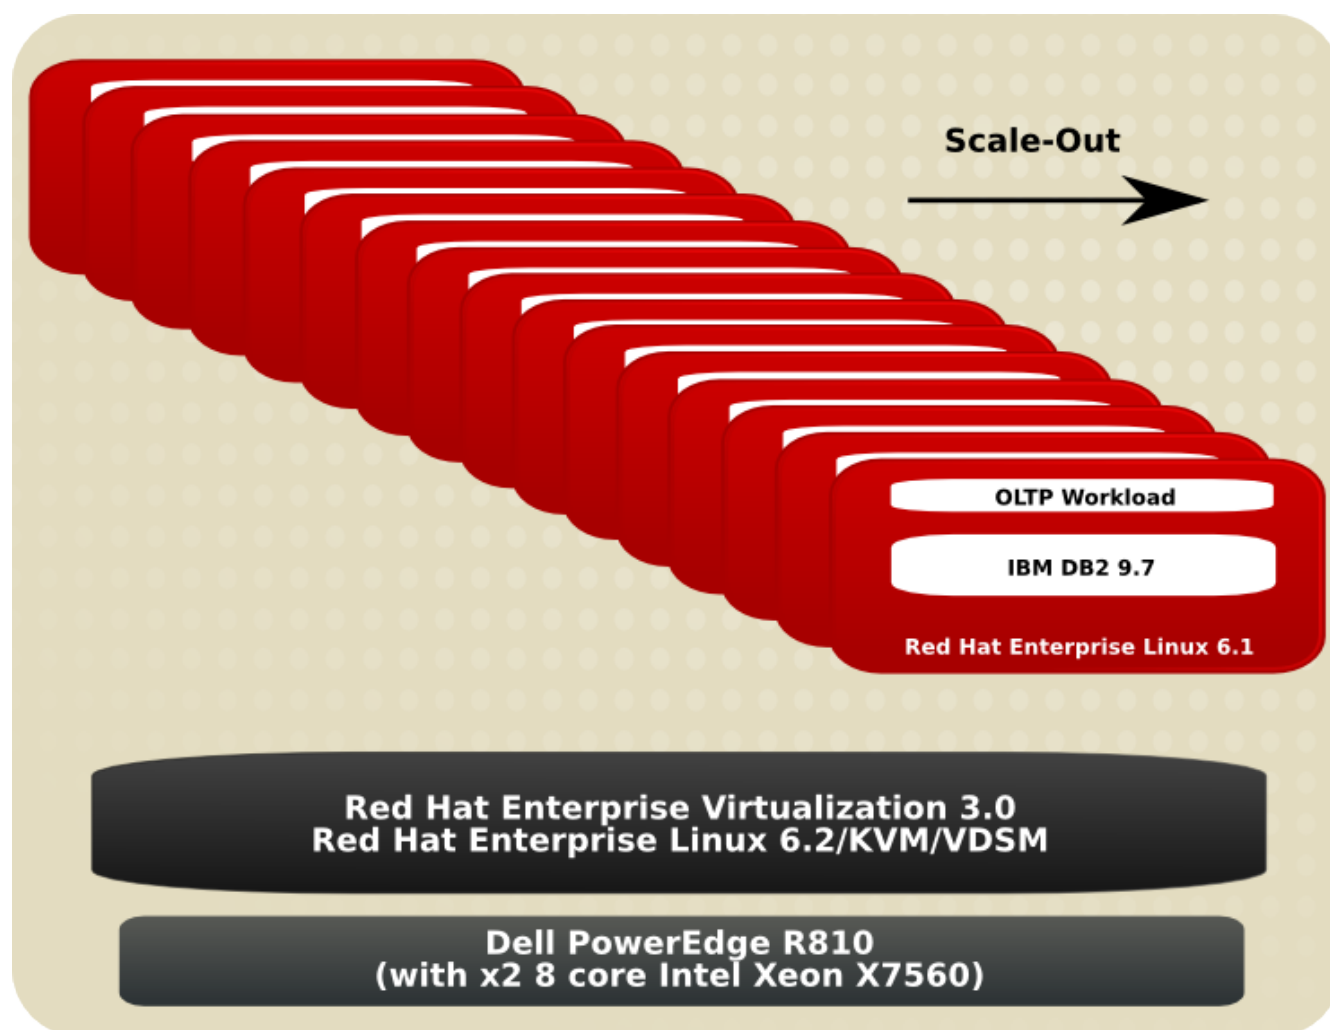 Scale-Out
OLTP Workload
IBM DB2 9.7
Red Hat Enterprise Linux 6.1
Red Hat Enterprise Virtualization 3.0
Red Hat Enterprise Linux 6.2/KVM/VDSM
Dell PowerEdge R810
(with x2 8 core Intel Xeon X7560)